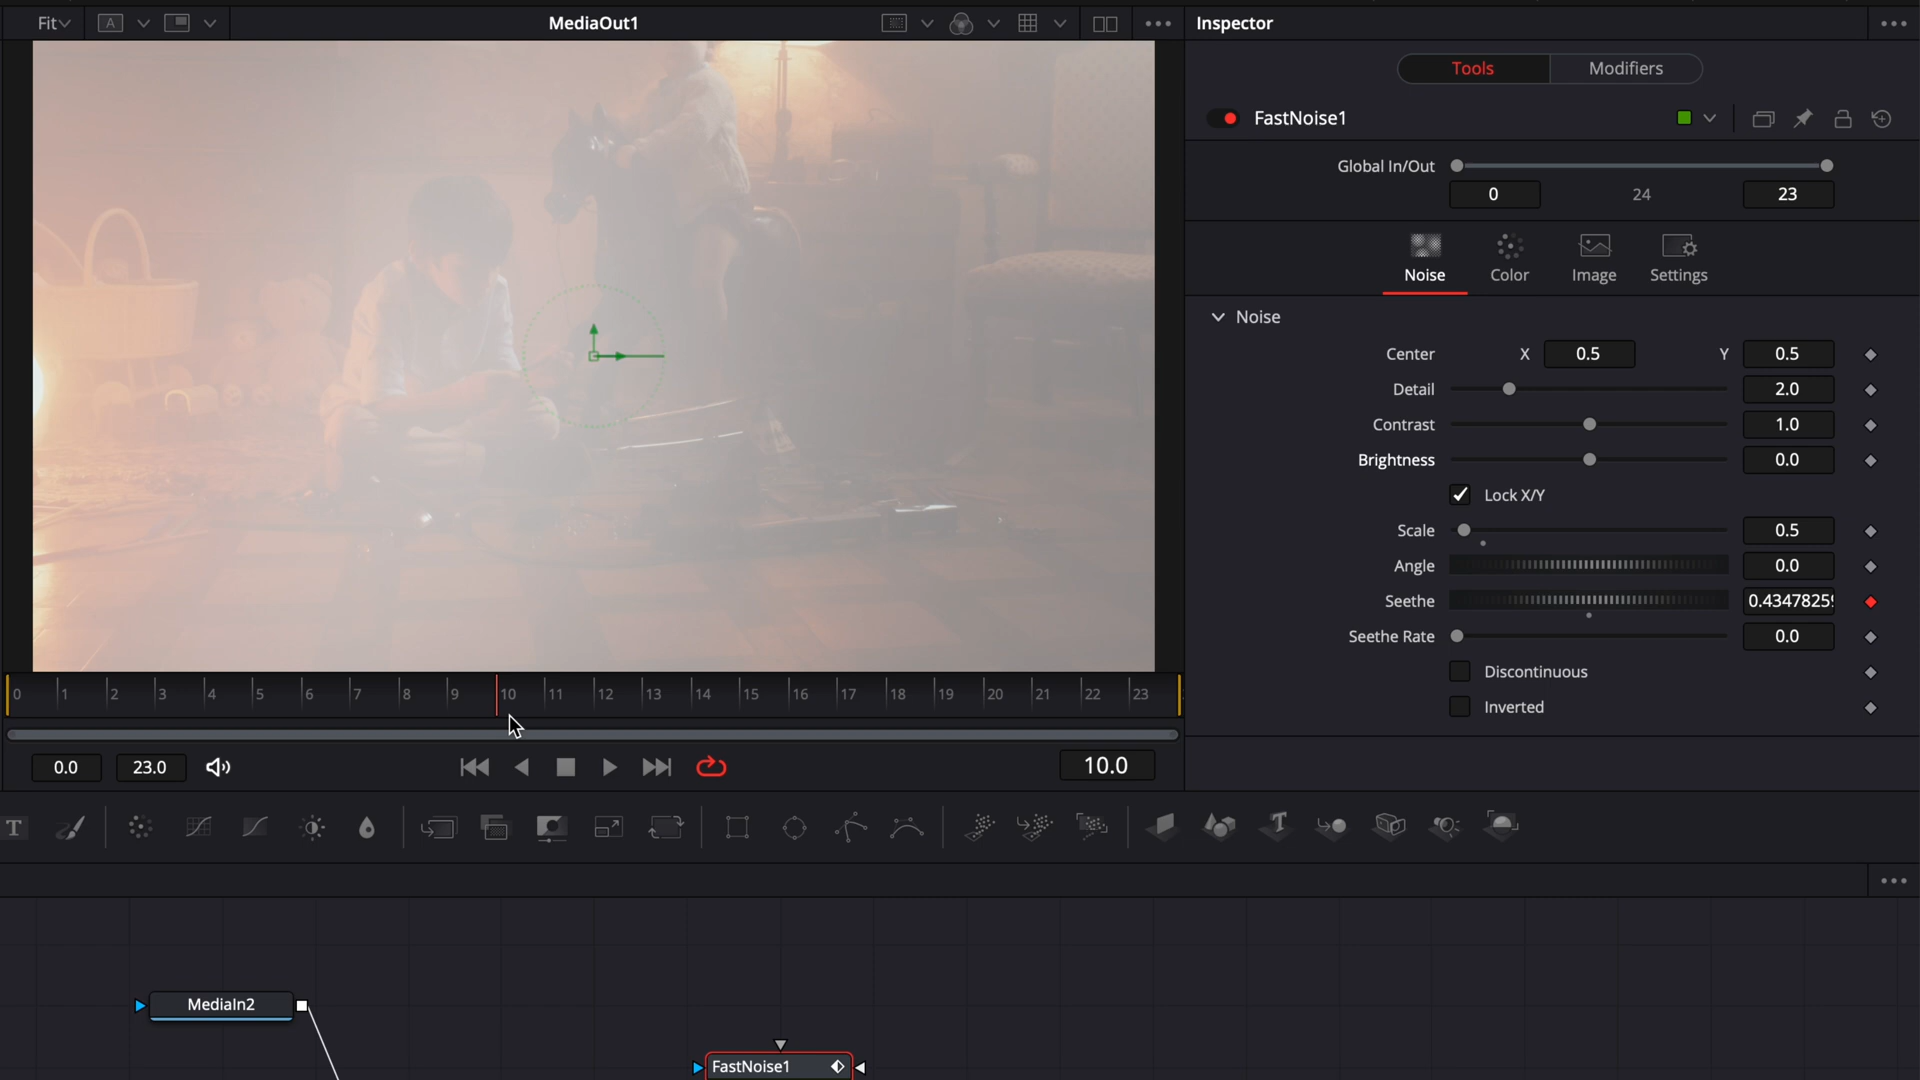 Fit
A
MediaOut1
Inspector
Tools
Modifiers
FastNoise1
Global In/Out
0
24
23
Noise
Color
Image
Settings
Noise
Center X 0.5 Y 0.5
Detail 2.0
Contrast 1.0
Brightness 0.0
Lock X/Y
Scale 0.5
Angle 0.0
Seethe 0.4347825
Seethe Rate 0.0
Discontinuous
Inverted
0 1 2 3 4 5 6 7 8 9 10 11 12 13 14 15 16 17 18 19 20 21 22 23
0.0
23.0
10.0
T
MediaIn2
FastNoise1